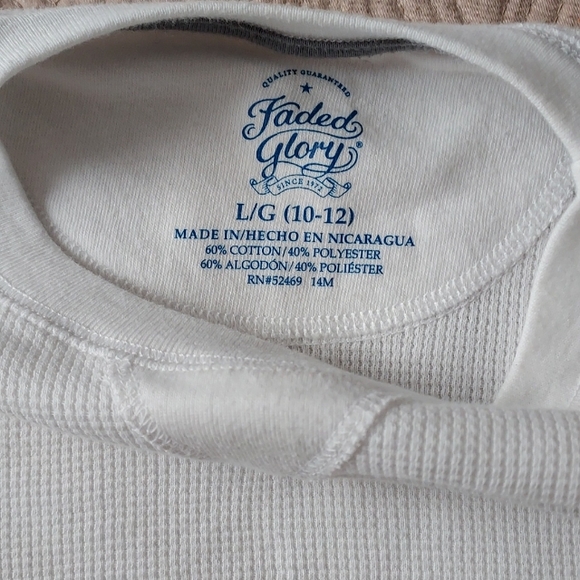 QUALITY GUARANTEED
Faded
Glory®
SINCE 1972
L/G (10-12)
MADE IN/HECHO EN NICARAGUA
60% COTTON/40% POLYESTER
60% ALGODÓN/40% POLIÉSTER
RN#52469 14M